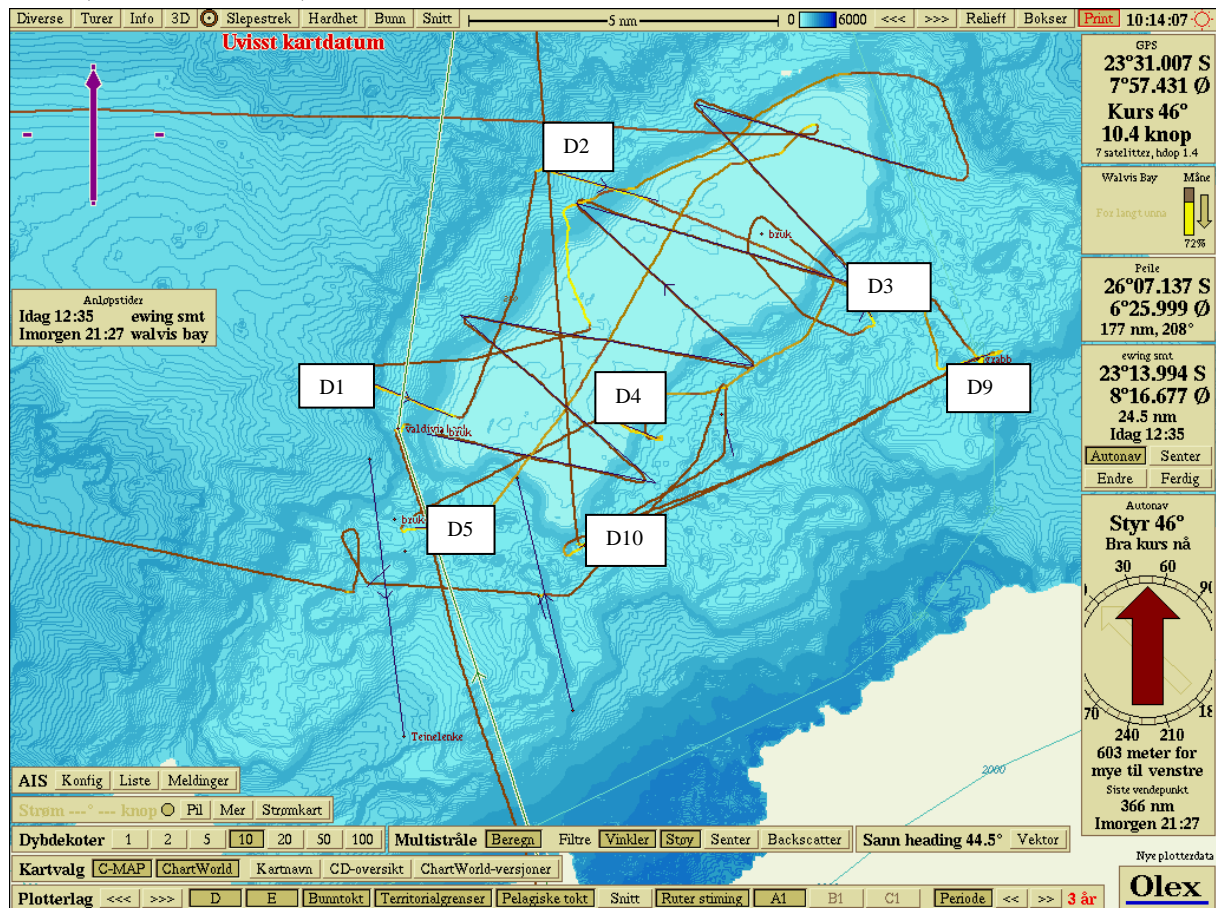 Diverse Turer Info 3D Slepestrek Hardhet Bunn Snitt 5 nm 0 6000 <<< >>> Relieff Bokser Print 10:14:07
Uvisst kartdatum
GPS
23°31.007 S
7°57.431 Ø
Kurs 46°
10.4 knop
7 satelitter, hdop 1.4
Walvis Bay Måne
For langt unna
72%
Peile
26°07.137 S
6°25.999 Ø
177 nm, 208°
ewing smt
23°13.994 S
8°16.677 Ø
24.5 nm
Idag 12:35
Autonav Senter
Endre Ferdig
Autonav
Styr 46°
Bra kurs nå
30 60
240 210
603 meter for
mye til venstre
Siste vendepunkt
366 nm
Imorgen 21:27
Nye plotterdata
Olex
Anløpstider
Idag 12:35 ewing smt
Imorgen 21:27 walvis bay
D2
bruk
D3
D1
D4
D9
bruk
bruk
D5
D10
Teinelenke
2000
AIS Konfig Liste Meldinger
Strøm ---° --- knop Pil Mer Strømkart
Dybdekoter 1 2 5 10 20 50 100 Multistråle Beregn Filtre Vinkler Støy Senter Backscatter Sann heading 44.5° Vektor
Kartvalg C-MAP ChartWorld Kartnavn CD-oversikt ChartWorld-versjoner
Plotterlag <<< >>> D E Bunntokt Territorialgrenser Pelagiske tokt Snitt Ruter stiming A1 B1 C1 Periode << >> 3 år